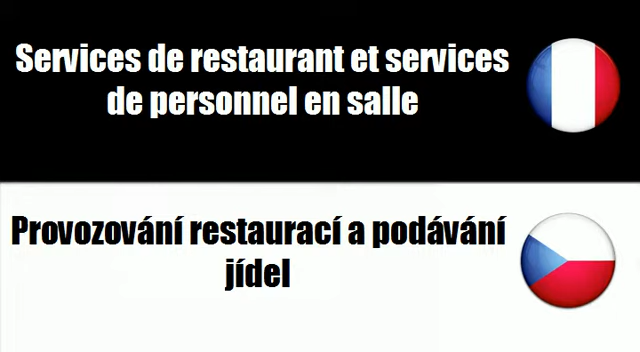 Services de restaurant et services
de personnel en salle
Provozování restaurací a podávání
jídel